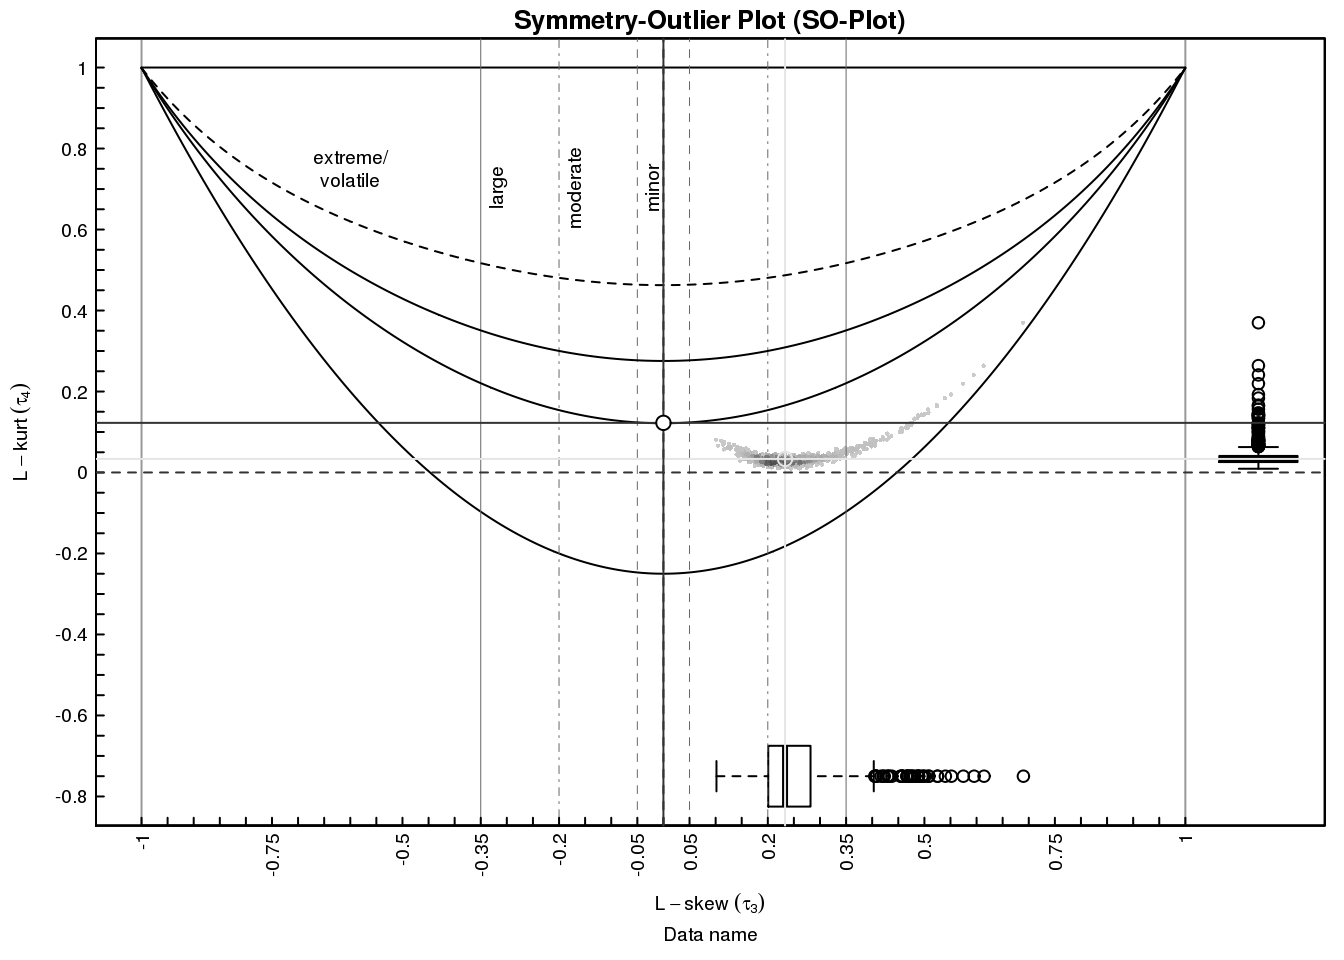 Symmetry-Outlier Plot (SO-Plot)
1
0.8
0.6
0.4
0.2
0
-0.2
-0.4
-0.6
-0.8
L − kurt (τ4)
extreme/
volatile
large
moderate
minor
-1
-0.75
-0.5
-0.35
-0.2
-0.05
0.05
0.2
0.35
0.5
0.75
1
L − skew (τ3)
Data name